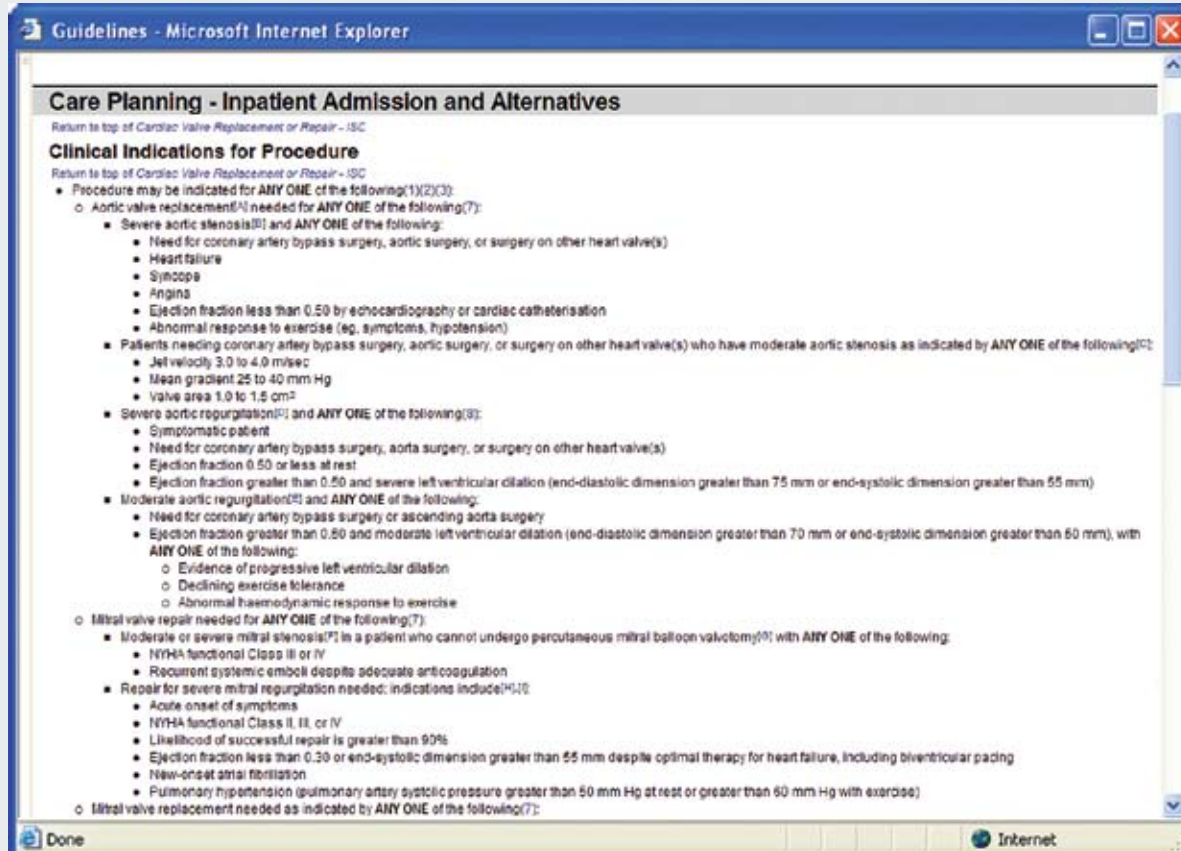 Guidelines - Microsoft Internet Explorer
Care Planning - Inpatient Admission and Alternatives
Return to top of Cardiac Valve Replacement or Repair - ISC
Clinical Indications for Procedure
Return to top of Cardiac Valve Replacement or Repair - ISC
• Procedure may be indicated for ANY ONE of the following(1)(2)(3):
o Aortic valve replacement[A] needed for ANY ONE of the following(7):
▪ Severe aortic stenosis[B] and ANY ONE of the following:
• Need for coronary artery bypass surgery, aortic surgery, or surgery on other heart valve(s)
• Heart failure
• Syncope
• Angina
• Ejection fraction less than 0.50 by echocardiography or cardiac catheterisation
• Abnormal response to exercise (eg, symptoms, hypotension)
▪ Patients needing coronary artery bypass surgery, aortic surgery, or surgery on other heart valve(s) who have moderate aortic stenosis as indicated by ANY ONE of the following[C]:
• Jet velocity 3.0 to 4.0 m/sec
• Mean gradient 25 to 40 mm Hg
• Valve area 1.0 to 1.5 cm²
▪ Severe aortic regurgitation[D] and ANY ONE of the following(8):
• Symptomatic patient
• Need for coronary artery bypass surgery, aorta surgery, or surgery on other heart valve(s)
• Ejection fraction 0.50 or less at rest
• Ejection fraction greater than 0.50 and severe left ventricular dilation (end-diastolic dimension greater than 75 mm or end-systolic dimension greater than 55 mm)
▪ Moderate aortic regurgitation[E] and ANY ONE of the following:
• Need for coronary artery bypass surgery or ascending aorta surgery
• Ejection fraction greater than 0.50 and moderate left ventricular dilation (end-diastolic dimension greater than 70 mm or end-systolic dimension greater than 50 mm), with
ANY ONE of the following:
o Evidence of progressive left ventricular dilation
o Declining exercise tolerance
o Abnormal haemodynamic response to exercise
o Mitral valve repair needed for ANY ONE of the following(7):
▪ Moderate or severe mitral stenosis[F] in a patient who cannot undergo percutaneous mitral balloon valvotomy[G] with ANY ONE of the following:
• NYHA functional Class III or IV
• Recurrent systemic emboli despite adequate anticoagulation
▪ Repair for severe mitral regurgitation needed; indications include[H],[I]:
• Acute onset of symptoms
• NYHA functional Class II, III, or IV
• Likelihood of successful repair is greater than 90%
• Ejection fraction less than 0.30 or end-systolic dimension greater than 55 mm despite optimal therapy for heart failure, including biventricular pacing
• New-onset atrial fibrillation
• Pulmonary hypertension (pulmonary artery systolic pressure greater than 50 mm Hg at rest or greater than 60 mm Hg with exercise)
o Mitral valve replacement needed as indicated by ANY ONE of the following(7):
Done
Internet